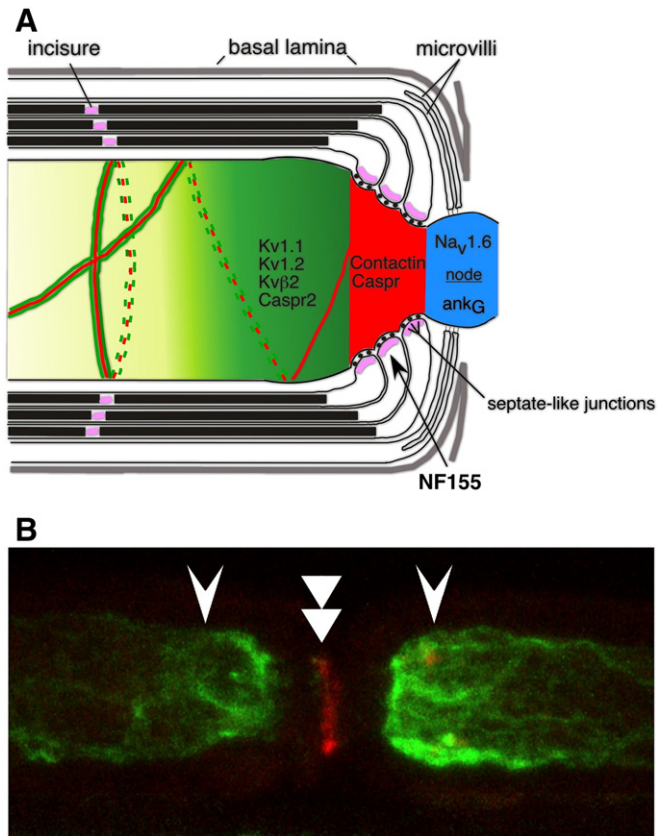 A
incisure
basal lamina
microvilli
Kv1.1
Kv1.2
Kvβ2
Caspr2
Contactin
Caspr
Nav1.6
node
ankG
septate-like junctions
NF155
B